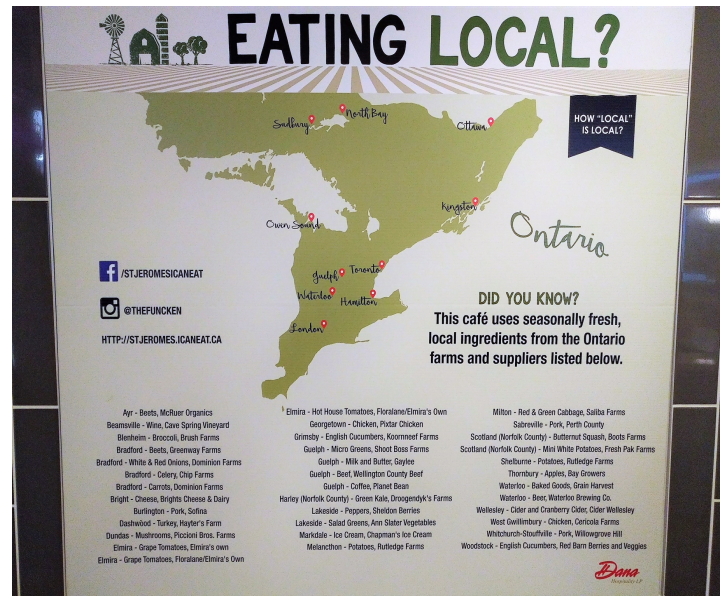 EATING LOCAL?
HOW "LOCAL"
IS LOCAL?
North Bay
Sudbury
Ottawa
Kingston
Owen Sound
Ontario
Toronto
Guelph
Waterloo
Hamilton
London
/STJEROMESICANEAT
@THEFUNCKEN
HTTP://STJEROMES.ICANEAT.CA
DID YOU KNOW?
This café uses seasonally fresh,
local ingredients from the Ontario
farms and suppliers listed below.
Ayr - Beets, McRuer Organics
Beamsville - Wine, Cave Spring Vineyard
Blenheim - Broccoli, Brush Farms
Bradford - Beets, Greenway Farms
Bradford - White & Red Onions, Dominion Farms
Bradford - Celery, Chip Farms
Bradford - Carrots, Dominion Farms
Bright - Cheese, Brights Cheese & Dairy
Burlington - Pork, Sofina
Dashwood - Turkey, Hayter's Farm
Dundas - Mushrooms, Piccioni Bros. Farms
Elmira - Grape Tomatoes, Elmira's own
Elmira - Grape Tomatoes, Floralane/Elmira's Own
Elmira - Hot House Tomatoes, Floralane/Elmira's Own
Georgetown - Chicken, Pixtar Chicken
Grimsby - English Cucumbers, Koornneef Farms
Guelph - Micro Greens, Shoot Boss Farms
Guelph - Milk and Butter, Gaylee
Guelph - Beef, Wellington County Beef
Guelph - Coffee, Planet Bean
Harley (Norfolk County) - Green Kale, Droogendyk's Farms
Lakeside - Peppers, Sheldon Berries
Lakeside - Salad Greens, Ann Slater Vegetables
Markdale - Ice Cream, Chapman's Ice Cream
Melancthon - Potatoes, Rutledge Farms
Milton - Red & Green Cabbage, Saliba Farms
Sabreville - Pork, Perth County
Scotland (Norfolk County) - Butternut Squash, Boots Farms
Scotland (Norfolk County) - Mini White Potatoes, Fresh Pak Farms
Shelburne - Potatoes, Rutledge Farms
Thornbury - Apples, Bay Growers
Waterloo - Baked Goods, Grain Harvest
Waterloo - Beer, Waterloo Brewing Co.
Wellesley - Cider and Cranberry Cider, Cider Wellesley
West Gwillimbury - Chicken, Cericola Farms
Whitchurch-Stouffville - Pork, Willowgrove Hill
Woodstock - English Cucumbers, Red Barn Berries and Veggies
Dana
Hospitality LP